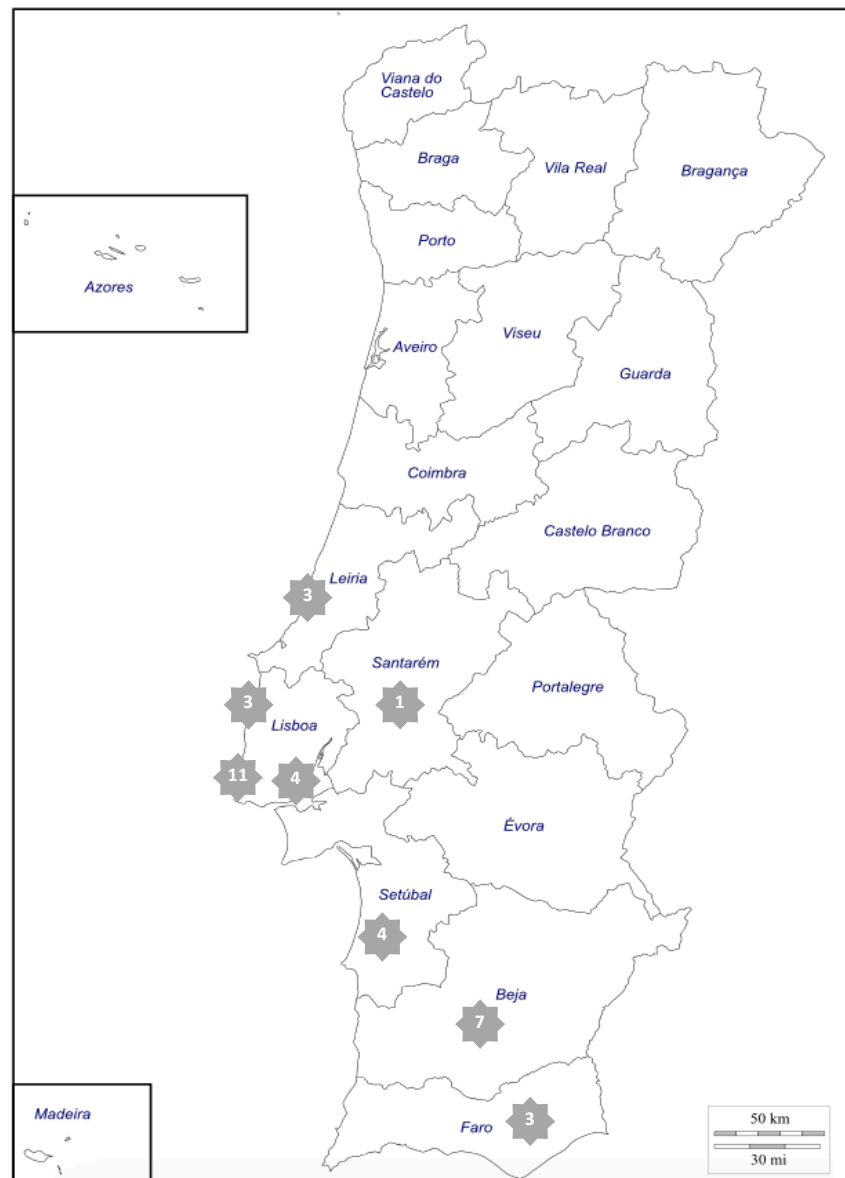 Viana do
Castelo
Braga
Vila Real
Bragança
Porto
Azores
Aveiro
Viseu
Guarda
Coimbra
Castelo Branco
Leiria
3
Santarém
Portalegre
3
1
Lisboa
11
4
Évora
Setúbal
4
Beja
7
Madeira
Faro
3
50 km
30 mi